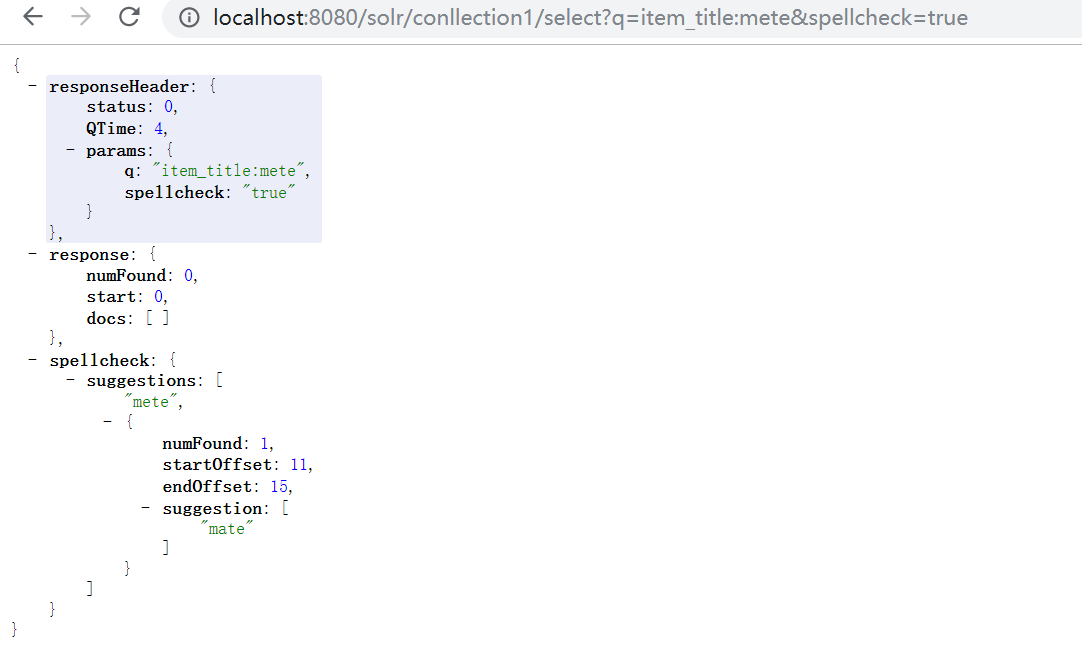 localhost:8080/solr/conllection1/select?q=item_title:mete&spellcheck=true
{
- responseHeader: {
status: 0,
QTime: 4,
- params: {
q: "item_title:mete",
spellcheck: "true"
}
},
- response: {
numFound: 0,
start: 0,
docs: [ ]
},
- spellcheck: {
- suggestions: [
"mete",
- {
numFound: 1,
startOffset: 11,
endOffset: 15,
- suggestion: [
"mate"
]
}
]
}
}